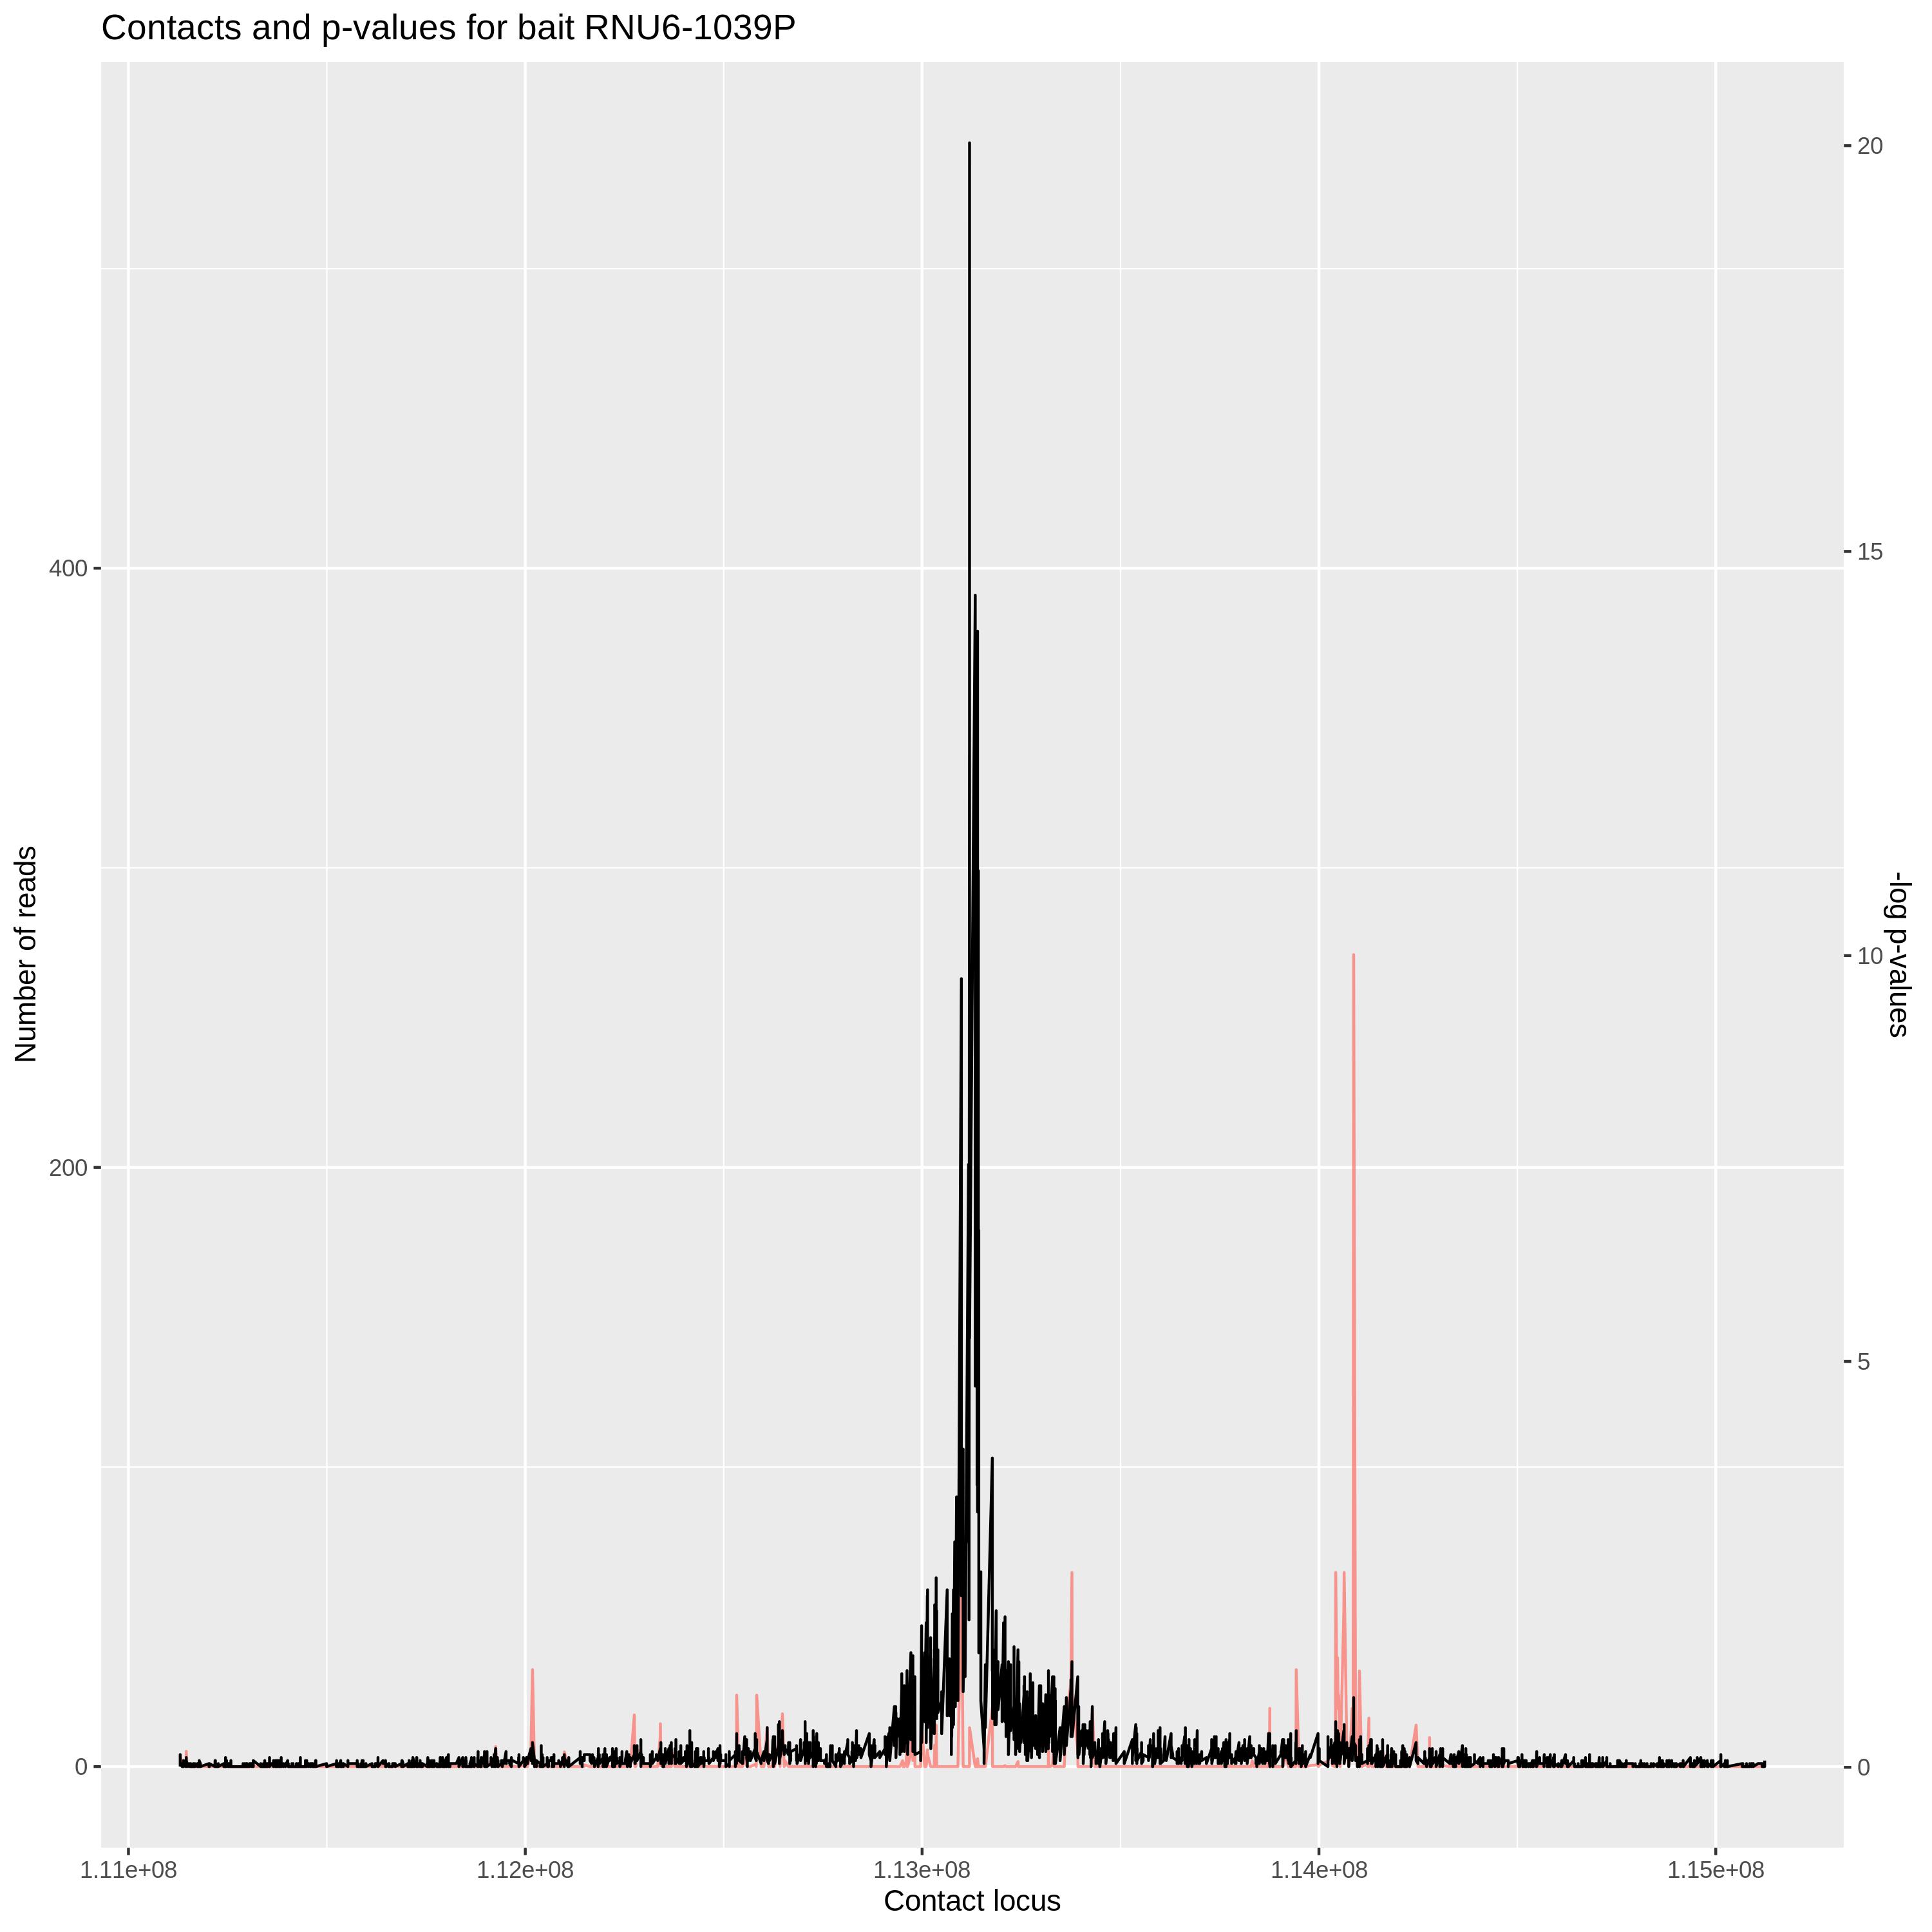 Contacts and p-values for bait RNU6-1039P
Number of reads
400
200
0
20
15
10
5
0
-log p-values
1.11e+08
1.12e+08
1.13e+08
1.14e+08
1.15e+08
Contact locus